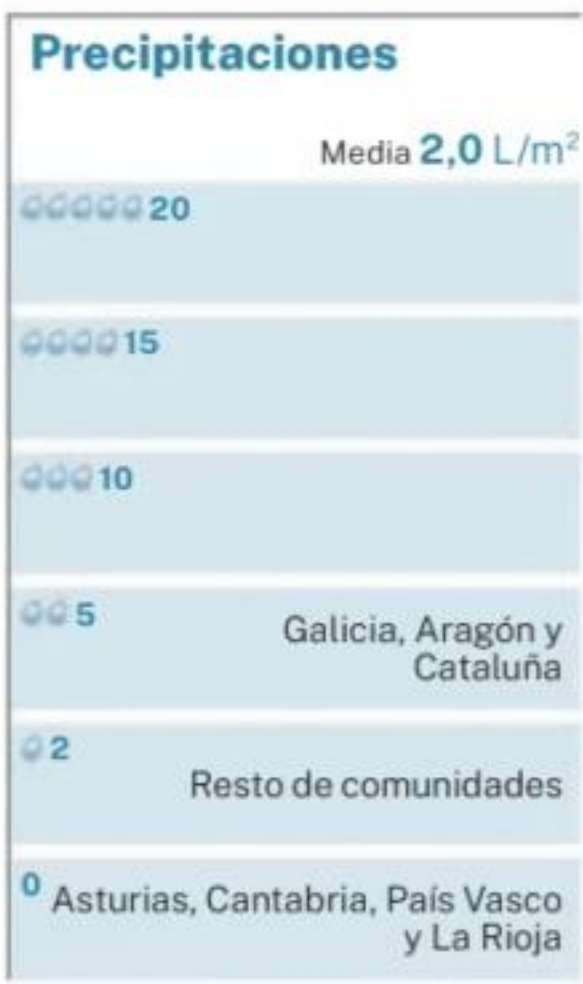 Precipitaciones
Media 2,0 L/m²
20
15
10
5
Galicia, Aragón y
Cataluña
2
Resto de comunidades
0
Asturias, Cantabria, País Vasco
y La Rioja